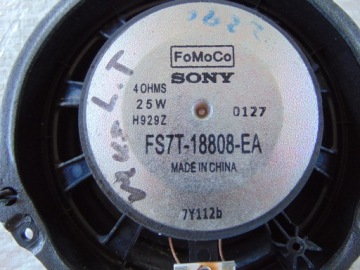 FoMoCo
SONY
4 OHMS
25W
H929Z
0127
FS7T-18808-EA
MADE IN CHINA
7Y112b
L.T